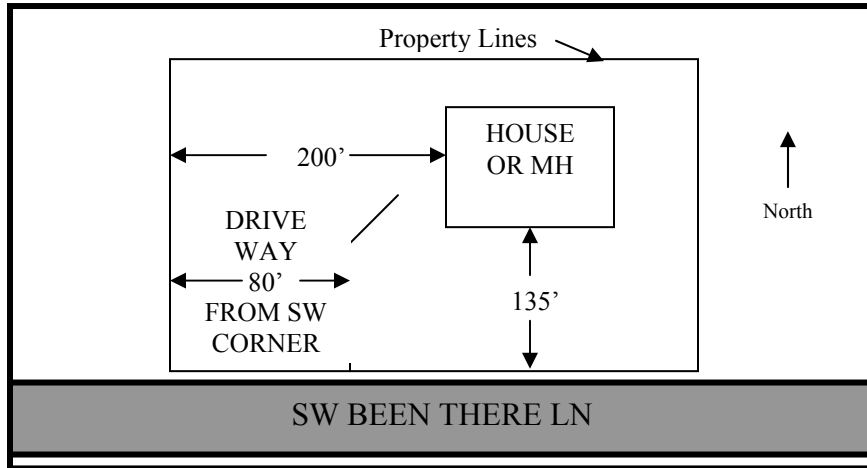 Property Lines
HOUSE
OR MH
200’
North
DRIVE
WAY
80’
FROM SW
CORNER
135’
SW BEEN THERE LN